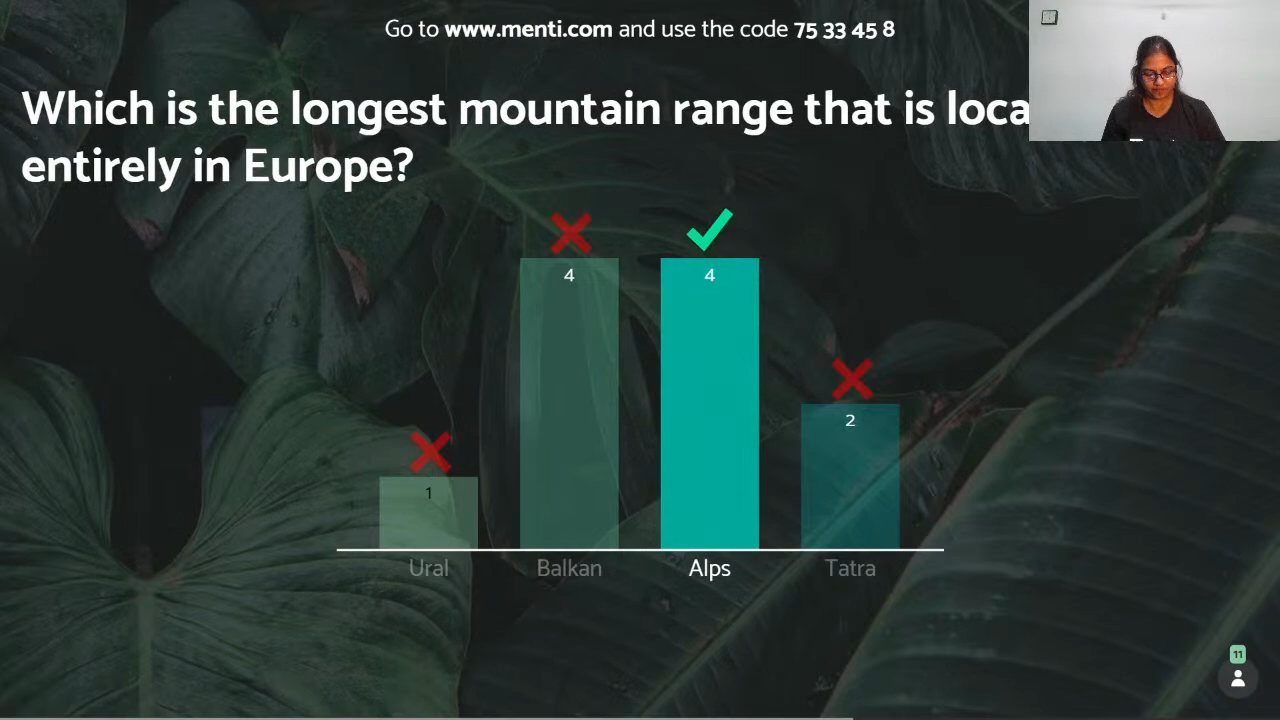 Go to www.menti.com and use the code 75 33 45 8
Which is the longest mountain range that is loca
entirely in Europe?
4
4
2
1
Ural
Balkan
Alps
Tatra
11